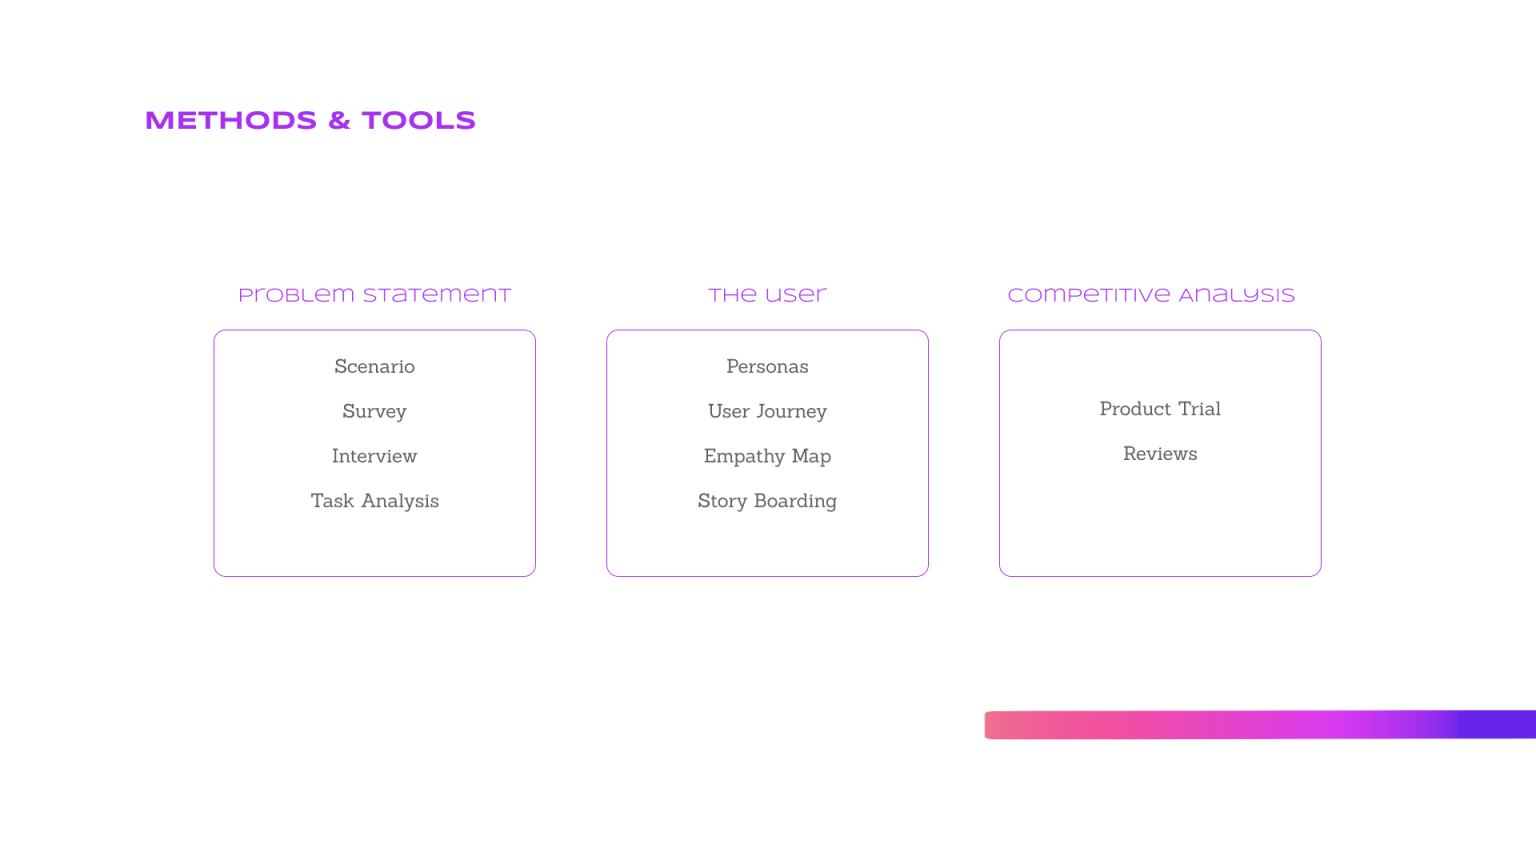 METHODS & TOOLS
Problem Statement
The User
Competitive Analysis
Scenario
Survey
Interview
Task Analysis
Personas
User Journey
Empathy Map
Story Boarding
Product Trial
Reviews